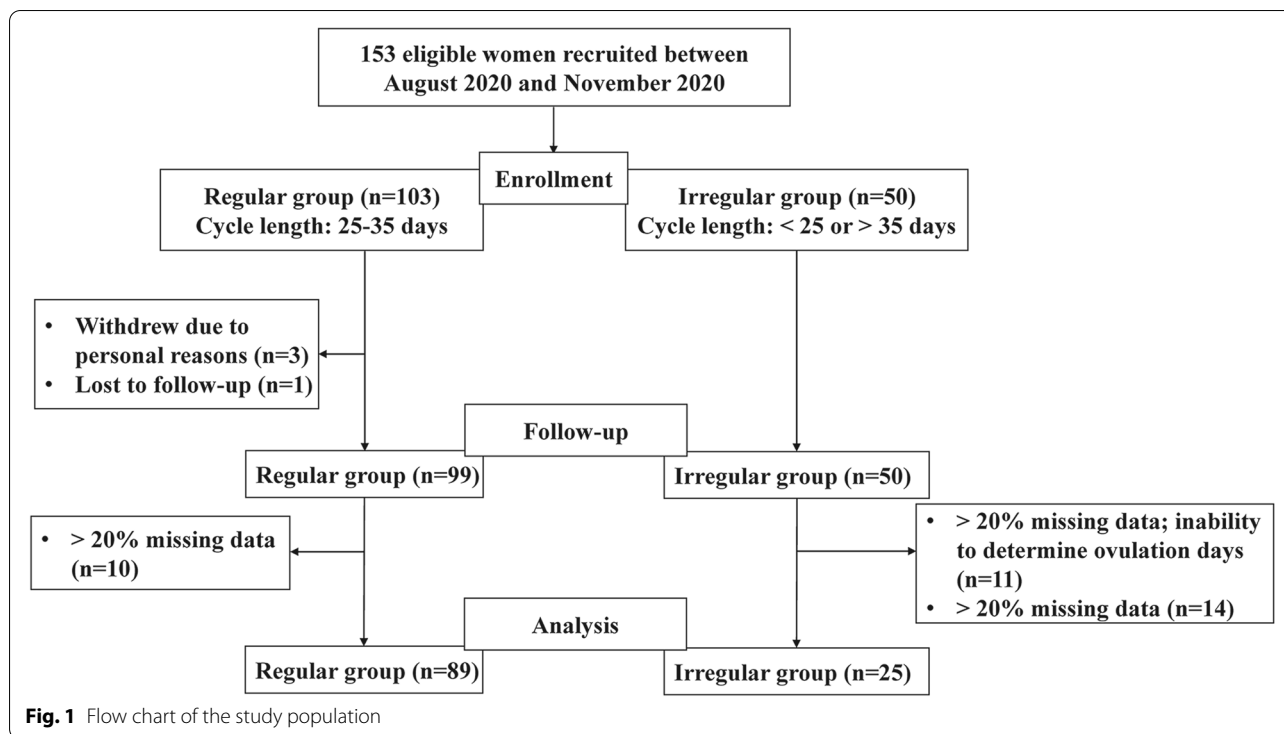 153 eligible women recruited between
August 2020 and November 2020
Enrollment
Regular group (n=103)
Cycle length: 25-35 days
Irregular group (n=50)
Cycle length: < 25 or > 35 days
• Withdrew due to
personal reasons (n=3)
• Lost to follow-up (n=1)
Follow-up
Regular group (n=99)
Irregular group (n=50)
• > 20% missing data
(n=10)
• > 20% missing data; inability
to determine ovulation days
(n=11)
• > 20% missing data (n=14)
Analysis
Regular group (n=89)
Irregular group (n=25)
Fig. 1 Flow chart of the study population